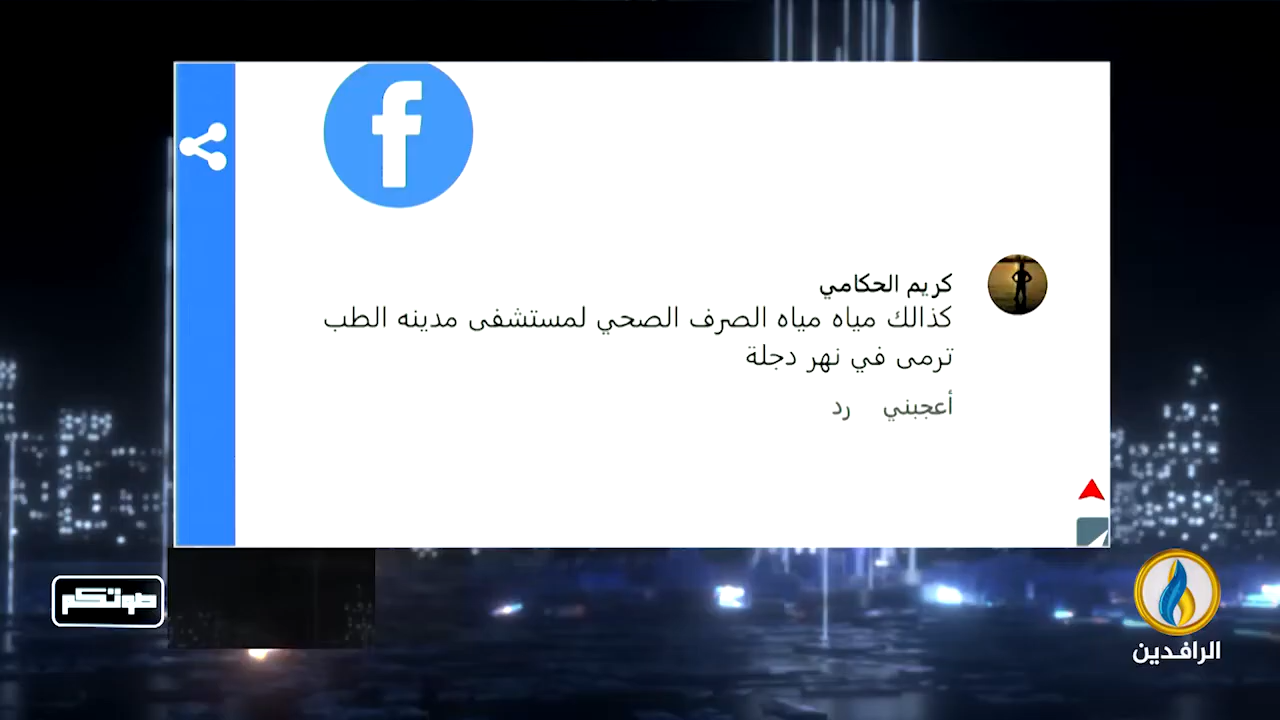 كريم الحكامي
كذالك مياه مياه الصرف الصحي لمستشفى مدينه الطب
ترمى في نهر دجلة
أعجبني رد
صوتكم
الرافدين